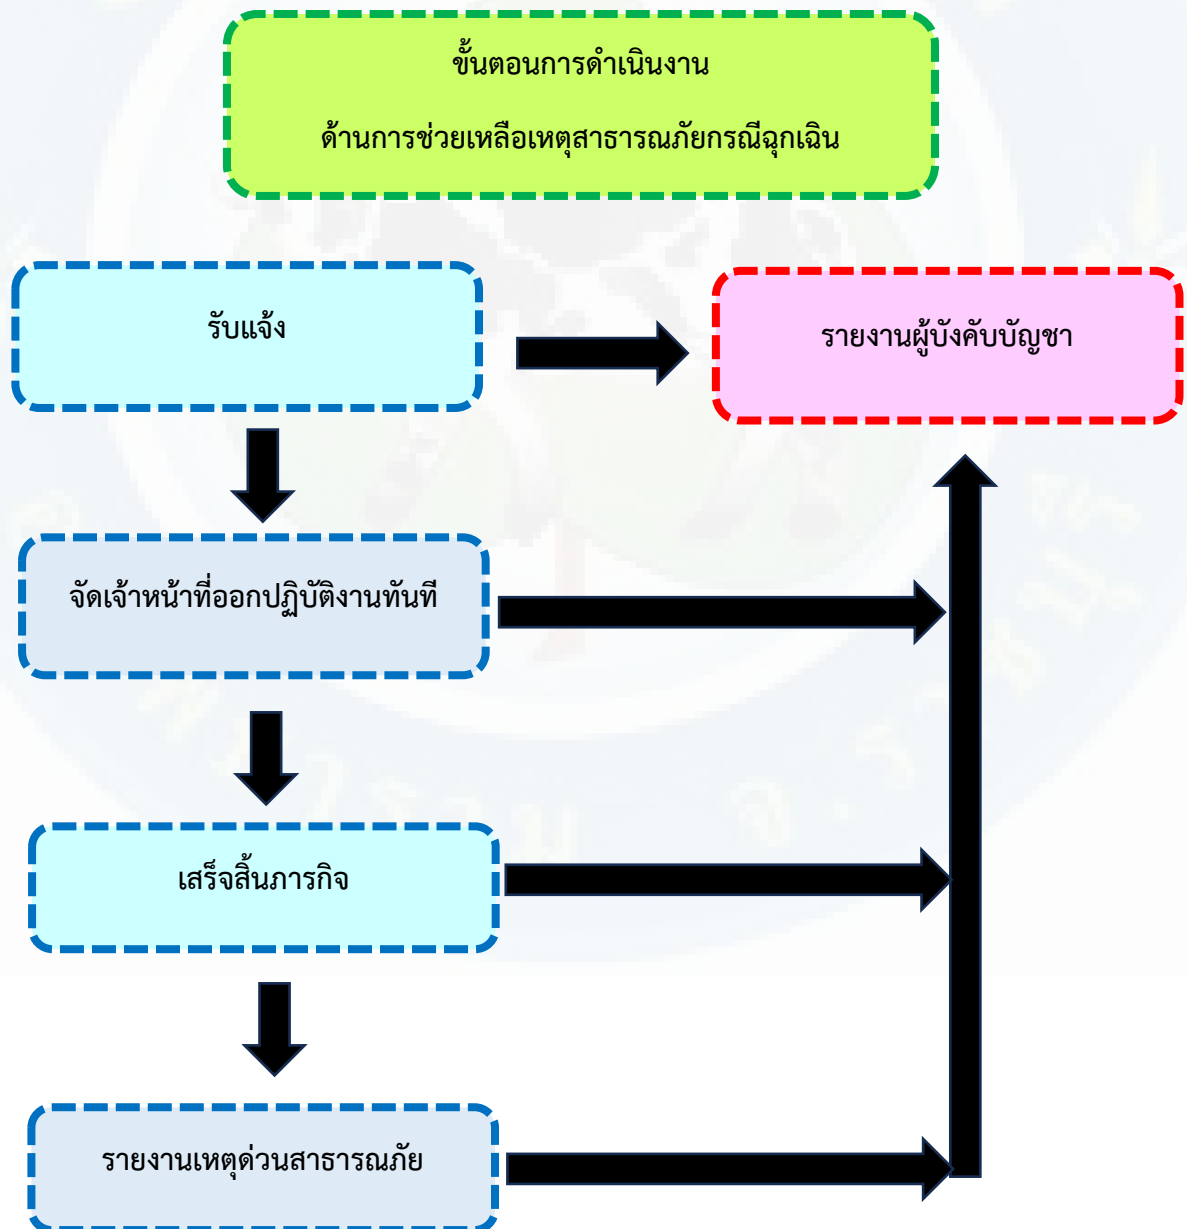 ขั้นตอนการดำเนินงาน
ด้านการช่วยเหลือเหตุสาธารณภัยกรณีฉุกเฉิน
รับแจ้ง
รายงานผู้บังคับบัญชา
จัดเจ้าหน้าที่ออกปฏิบัติงานทันที
เสร็จสิ้นภารกิจ
รายงานเหตุด่วนสาธารณภัย